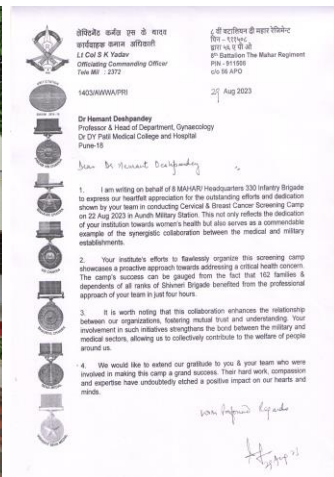 लेफ्टिनेंट कर्नल एस के यादव
कार्यवाहक कमान अधिकारी
Lt Col S K Yadav
Officiating Commanding Officer
Tele Mil : 2372
८ वीं बटालियन दी महार रेजिमेंट
द्वारा ५६ ए पी ओ
8th Battalion The Mahar Regiment
PIN - 911508
c/o 56 APO
1403/AWWA/PRI
Aug 2023
Dr Hemant Deshpandey
Professor & Head of Department, Gynaecology
Dr DY Patil Medical College and Hospital
Pune-18
Dear Dr Hemant Deshpandey
1. I am writing on behalf of 8 MAHAR/ Headquarters 330 Infantry Brigade
to express our heartfelt appreciation for the outstanding efforts and dedication
shown by your team in conducting Cervical & Breast Cancer Screening Camp
on 22 Aug 2023 in Aundh Military Station. This not only reflects the dedication
of your institution towards women's health but also serves as a commendable
example of the synergistic collaboration between the medical and military
establishments.
2. Your institute's efforts to flawlessly organize this screening camp
showcases a proactive approach towards addressing a critical health concern.
The camp's success can be gauged from the fact that 162 families &
dependents of all ranks of Shivneri Brigade benefited from the professional
approach of your team in just four hours.
3. It is worth noting that this collaboration enhances the relationship
between our organizations, fostering mutual trust and understanding. Your
involvement in such initiatives strengthens the bond between the military and
medical sectors, allowing us to collectively contribute to the welfare of people
around us.
4. We would like to extend our gratitude to you & your team who were
involved in making this camp a grand success. Their hard work, compassion
and expertise have undoubtedly etched a positive impact on our hearts and
minds.
Regards